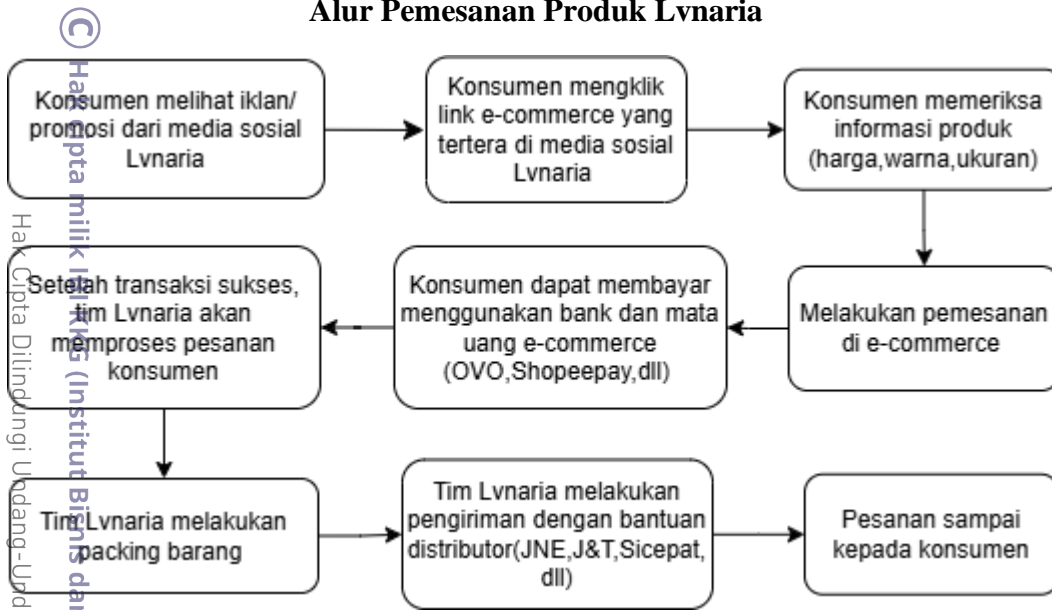 Alur Pemesanan Produk Lvnaria
Konsumen melihat iklan/
promosi dari media sosial
Lvnaria
Konsumen mengklik
link e-commerce yang
tertera di media sosial
Lvnaria
Konsumen memeriksa
informasi produk
(harga,warna,ukuran)
Melakukan pemesanan
di e-commerce
Konsumen dapat membayar
menggunakan bank dan mata
uang e-commerce
(OVO,Shopeepay,dll)
Setelah transaksi sukses,
tim Lvnaria akan
memproses pesanan
konsumen
Tim Lvnaria melakukan
packing barang
Tim Lvnaria melakukan
pengiriman dengan bantuan
distributor(JNE,J&T,Sicepat,
dll)
Pesanan sampai
kepada konsumen
© Hak cipta milik IBIKKG (Institut Bisnis dan
Hak Cipta Dilindungi Undang-Und